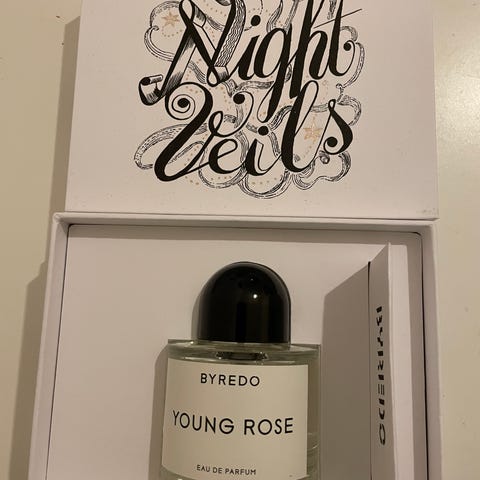 Night
Veils
BYREDO
BYREDO
YOUNG ROSE
EAU DE PARFUM